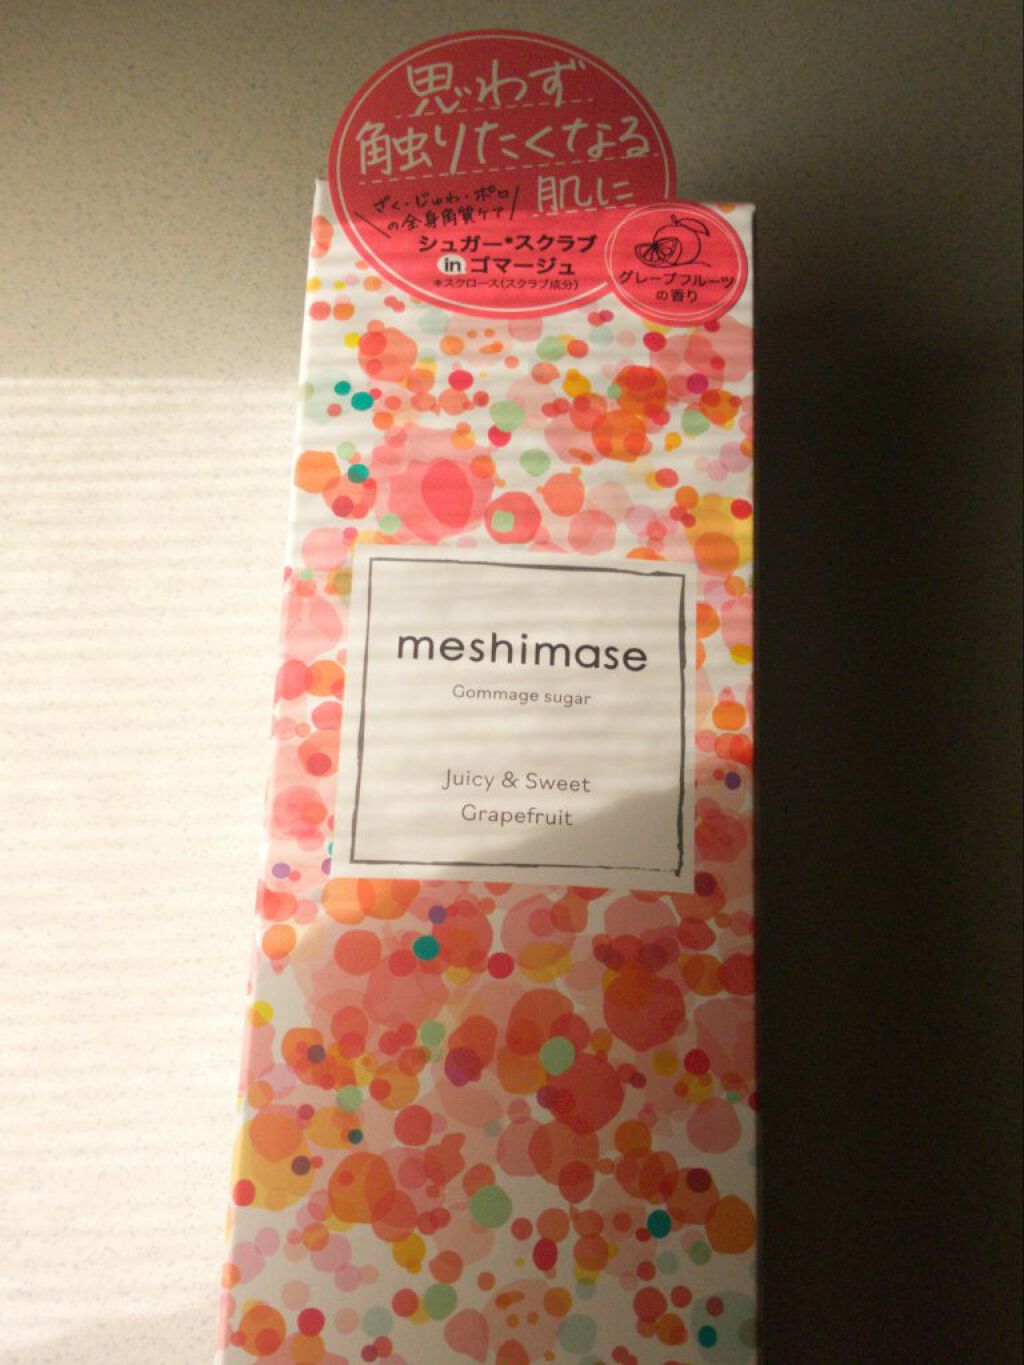 思わず
触りたくなる
肌に
ざく・じゅわ・ポロ
の全身角質ケア
シュガー*スクラブ
in ゴマージュ
*スクロース(スクラブ成分)
グレープフルーツ
の香り
meshimase
Gommage sugar
Juicy & Sweet
Grapefruit